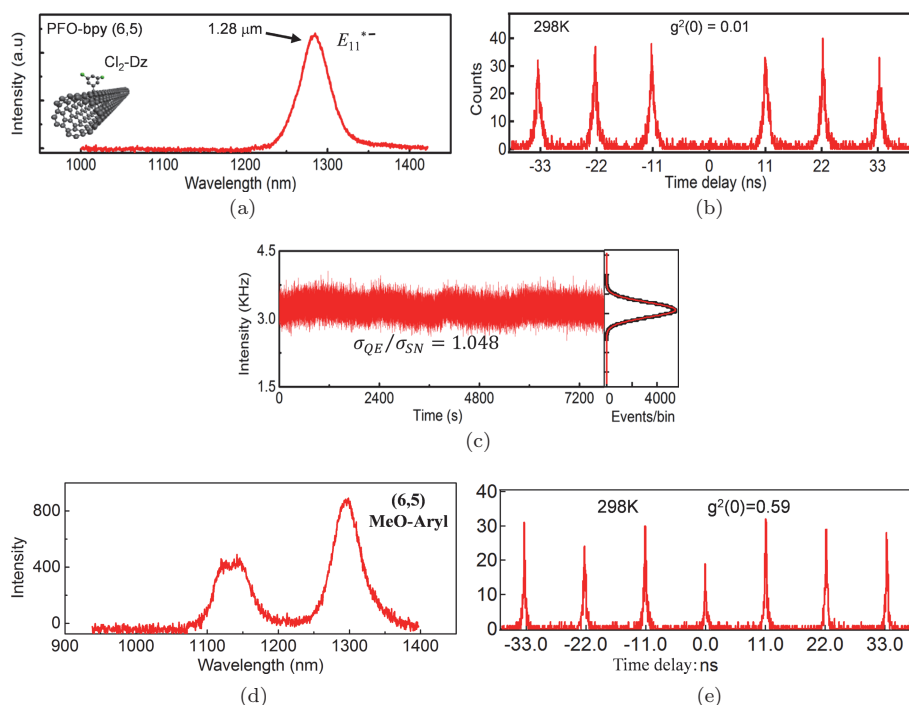 PFO-bpy (6,5)
1.28 μm
E₁₁*⁻
Cl₂-Dz
Intensity (a.u)
1000 1100 1200 1300 1400
Wavelength (nm)
(a)
298K g²(0) = 0.01
40
30
20
10
0
Counts
-33 -22 -11 0 11 22 33
Time delay (ns)
(b)
4.5
3.0
1.5
Intensity (KHz)
σ_QE/σ_SN = 1.048
0 2400 4800 7200
Time (s)
0 4000
Events/bin
(c)
(6,5)
MeO-Aryl
800
400
0
Intensity
900 1000 1100 1200 1300 1400 1500
Wavelength (nm)
(d)
298K g²(0)=0.59
40
30
20
10
0
-33.0 -22.0 -11.0 0.0 11.0 22.0 33.0
Time delay: ns
(e)